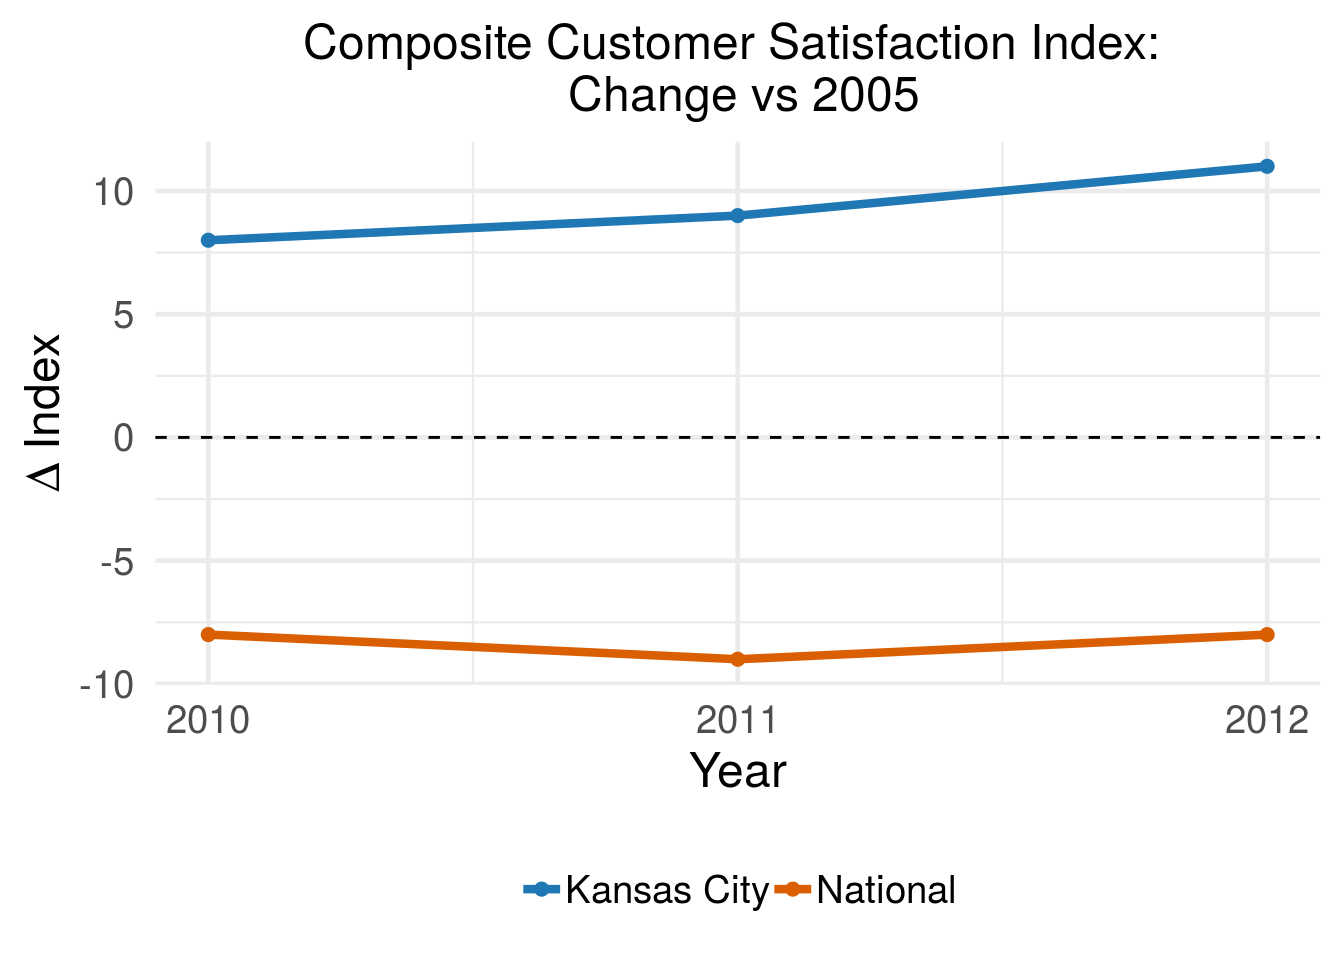 Composite Customer Satisfaction Index:
Change vs 2005
Δ Index
10
5
0
-5
-10
2010 2011 2012
Year
Kansas City National